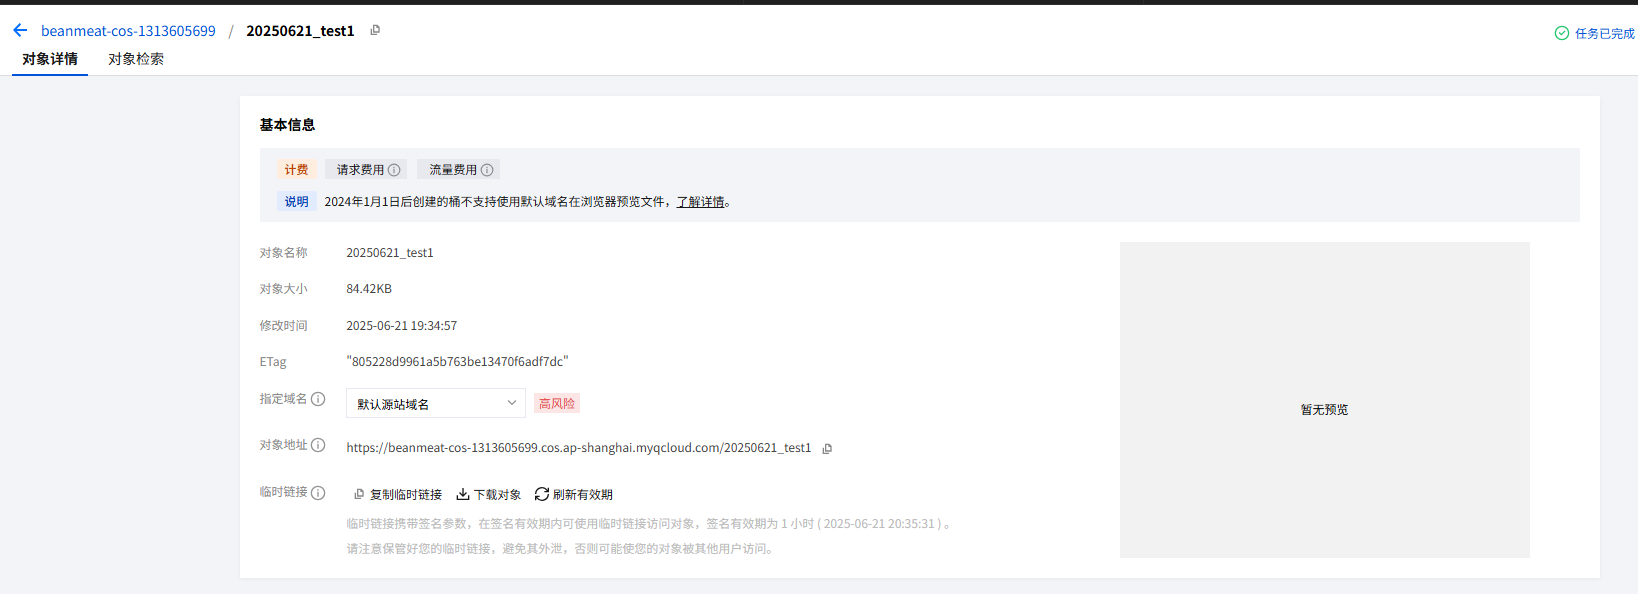 beanmeat-cos-1313605699 / 20250621_test1
任务已完成
对象详情 对象检索
基本信息
计费 请求费用 流量费用
说明 2024年1月1日后创建的桶不支持使用默认域名在浏览器预览文件，了解详情。
对象名称 20250621_test1
对象大小 84.42KB
修改时间 2025-06-21 19:34:57
ETag "805228d9961a5b763be13470f6adf7dc"
指定域名 默认源站域名 高风险
对象地址 https://beanmeat-cos-1313605699.cos.ap-shanghai.myqcloud.com/20250621_test1
临时链接 复制临时链接 下载对象 刷新有效期
临时链接携带签名参数，在签名有效期内可使用临时链接访问对象，签名有效期为 1 小时 ( 2025-06-21 20:35:31 ) 。
请注意保管好您的临时链接，避免其外泄，否则可能使您的对象被其他用户访问。
暂无预览